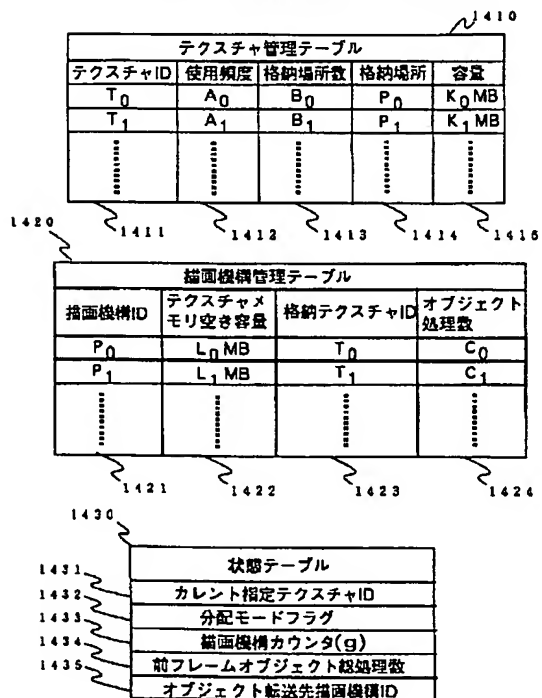 1410
テクスチャ管理テーブル
テクスチャID 使用頻度 格納場所数 格納場所 容量
T0 A0 B0 P0 K0 MB
T1 A1 B1 P1 K1 MB
1411 1412 1413 1414 1415
1420
描画機構管理テーブル
描画機構ID テクスチャメモリ空き容量 格納テクスチャID オブジェクト処理数
P0 L0 MB T0 C0
P1 L1 MB T1 C1
1421 1422 1423 1424
1430
状態テーブル
1431 カレント指定テクスチャID
1432 分配モードフラグ
1433 描画機構カウンタ(g)
1434 前フレームオブジェクト総処理数
1435 オブジェクト転送先描画機構ID